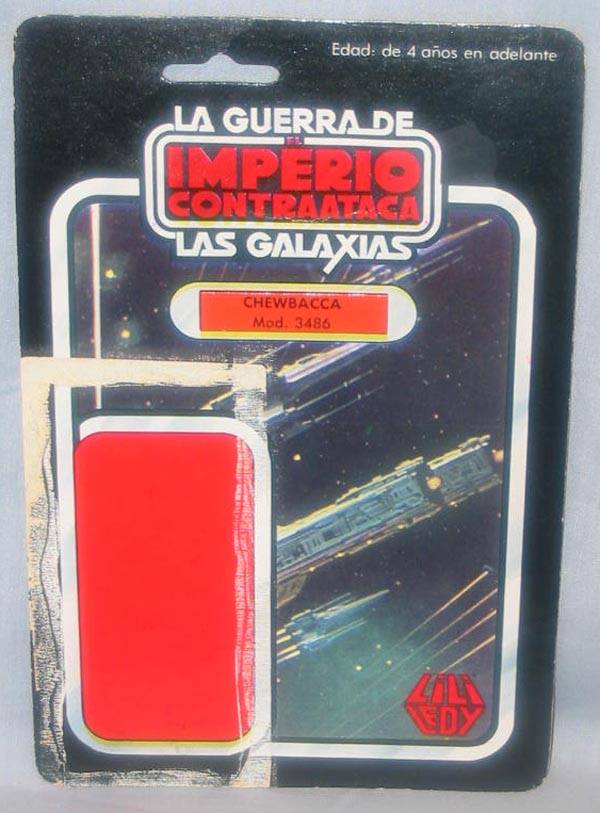 Edad: de 4 años en adelante
LA GUERRA DE
EL
IMPERIO
CONTRAATACA
LAS GALAXIAS
CHEWBACCA
Mod. 3486
LiLi
LEDY